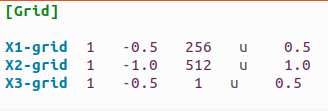 [Grid]
X1-grid 1 -0.5 256 u 0.5
X2-grid 1 -1.0 512 u 1.0
X3-grid 1 -0.5 1 u 0.5